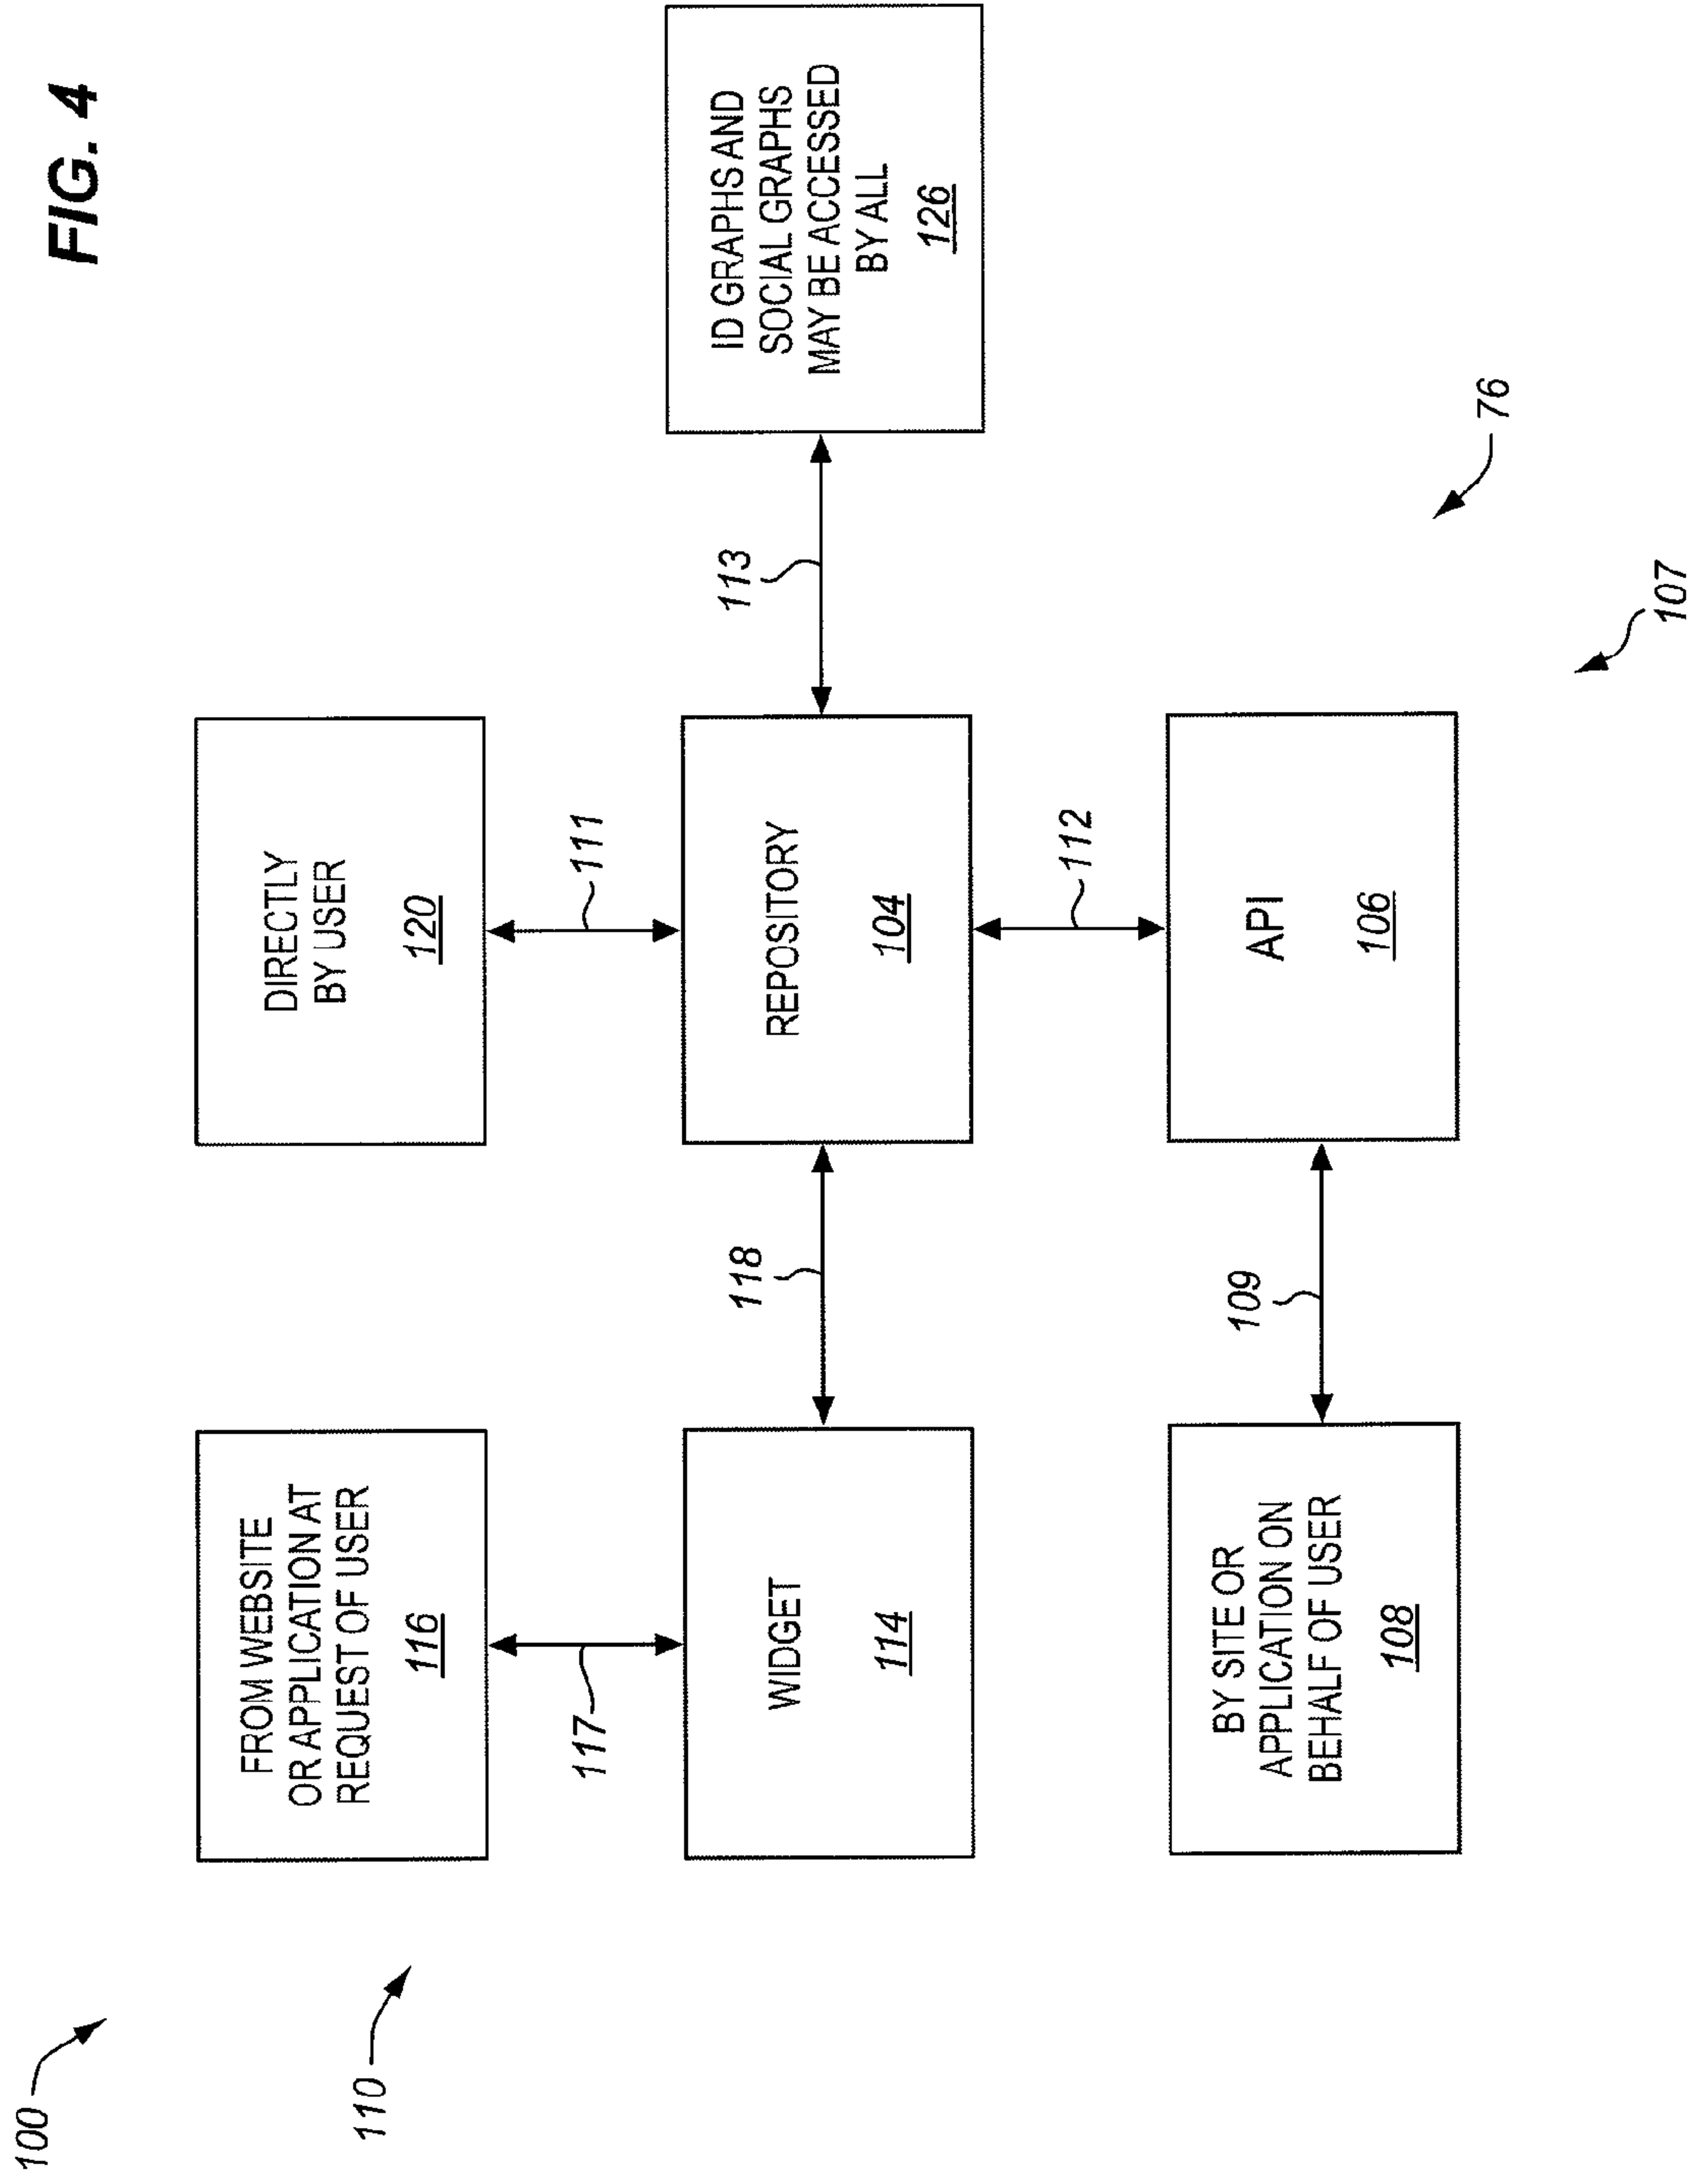 FIG. 4
100
110
FROM WEBSITE
OR APPLICATION AT
REQUEST OF USER
116
DIRECTLY
BY USER
120
117
111
WIDGET
114
118
REPOSITORY
104
113
ID GRAPHS AND
SOCIAL GRAPHS
MAY BE ACCESSED
BY ALL
126
112
BY SITE OR
APPLICATION ON
BEHALF OF USER
108
109
API
106
76
107